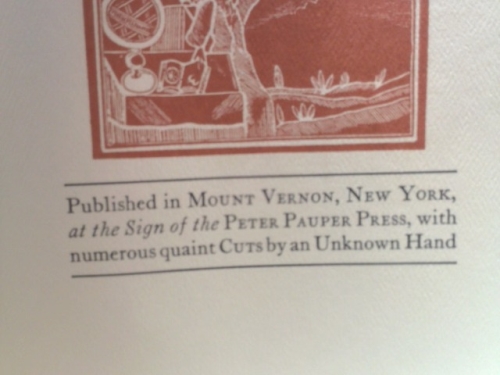 Published in MOUNT VERNON, NEW YORK,
at the Sign of the PETER PAUPER PRESS, with
numerous quaint CUTS by an Unknown Hand